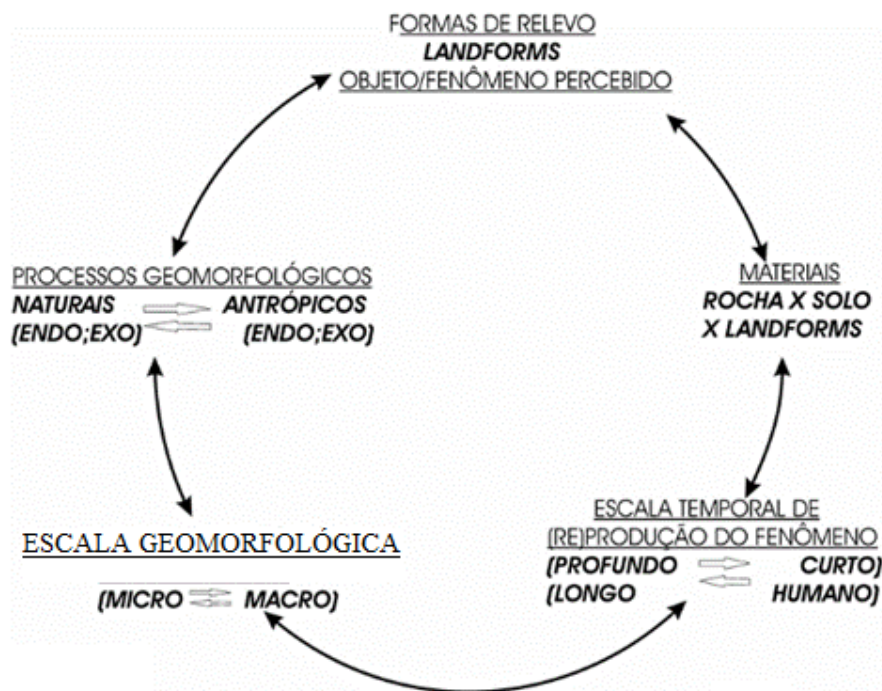 FORMAS DE RELEVO
LANDFORMS
OBJETO/FENÔMENO PERCEBIDO
PROCESSOS GEOMORFOLÓGICOS
NATURAIS ANTRÓPICOS
(ENDO;EXO) (ENDO;EXO)
MATERIAIS
ROCHA X SOLO
X LANDFORMS
ESCALA GEOMORFOLÓGICA
(MICRO MACRO)
ESCALA TEMPORAL DE
(RE)PRODUÇÃO DO FENÔMENO
(PROFUNDO CURTO)
(LONGO HUMANO)